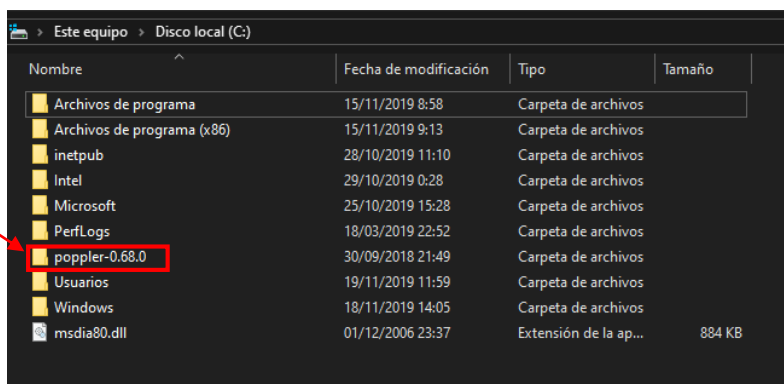 > Este equipo > Disco local (C:)
Nombre Fecha de modificación Tipo Tamaño
Archivos de programa 15/11/2019 8:58 Carpeta de archivos
Archivos de programa (x86) 15/11/2019 9:13 Carpeta de archivos
inetpub 28/10/2019 11:10 Carpeta de archivos
Intel 29/10/2019 0:28 Carpeta de archivos
Microsoft 25/10/2019 15:28 Carpeta de archivos
PerfLogs 18/03/2019 22:52 Carpeta de archivos
poppler-0.68.0 30/09/2018 21:49 Carpeta de archivos
Usuarios 19/11/2019 11:59 Carpeta de archivos
Windows 18/11/2019 14:05 Carpeta de archivos
msdia80.dll 01/12/2006 23:37 Extensión de la ap... 884 KB